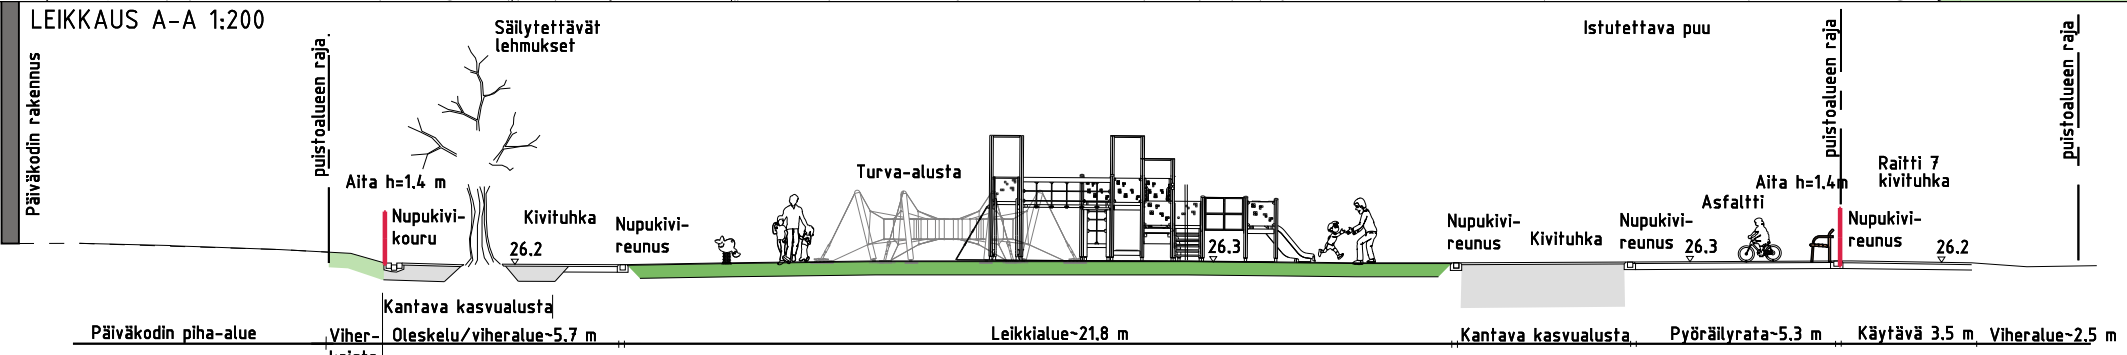 LEIKKAUS A-A 1:200
Päiväkodin rakennus
puistoalueen raja
Säilytettävät
lehmukset
Aita h=1.4 m
Nupukivi-
kouru
Kivituhka
26.2
Nupukivi-
reunus
Turva-alusta
26.3
Istutettava puu
Nupukivi-
reunus
Kivituhka
Nupukivi-
reunus
26.3
Asfaltti
Aita h=1.4m
puistoalueen raja
Raitti 7
kivituhka
Nupukivi-
reunus
26.2
puistoalueen raja
Kantava kasvualusta
Päiväkodin piha-alue
Viher-
Oleskelu/viheralue~5.7 m
Leikkialue~21.8 m
Kantava kasvualusta
Pyöräilyrata~5.3 m
Käytävä 3.5 m
Viheralue~2.5 m